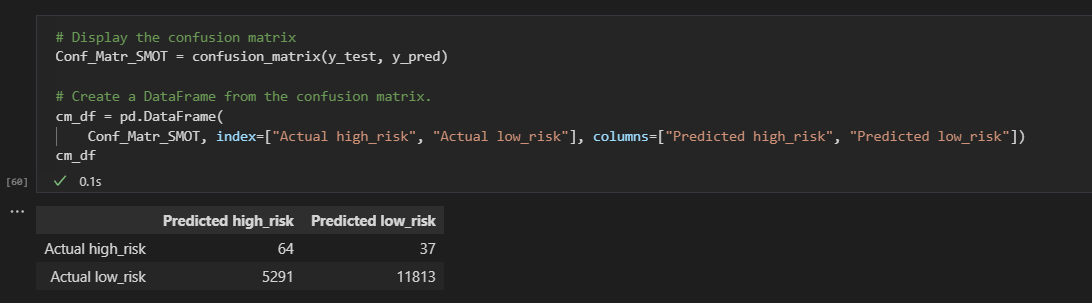 # Display the confusion matrix
Conf_Matr_SMOT = confusion_matrix(y_test, y_pred)
# Create a DataFrame from the confusion matrix.
cm_df = pd.DataFrame(
Conf_Matr_SMOT, index=["Actual high_risk", "Actual low_risk"], columns=["Predicted high_risk", "Predicted low_risk"])
cm_df
[60] 0.1s
Predicted high_risk Predicted low_risk
Actual high_risk 64 37
Actual low_risk 5291 11813